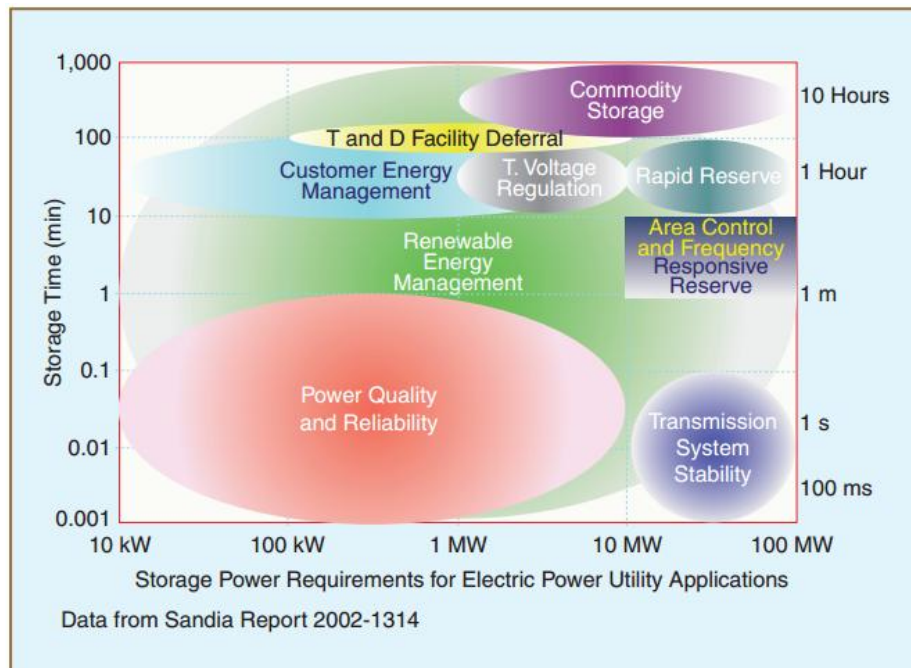 1,000
100
10
1
0.1
0.01
0.001
Storage Time (min)
Commodity
Storage
T and D Facility Deferral
Customer Energy
Management
T. Voltage
Regulation
Rapid Reserve
Area Control
and Frequency
Responsive
Reserve
Renewable
Energy
Management
Power Quality
and Reliability
Transmission
System
Stability
10 Hours
1 Hour
1 m
1 s
100 ms
10 kW
100 kW
1 MW
10 MW
100 MW
Storage Power Requirements for Electric Power Utility Applications
Data from Sandia Report 2002-1314